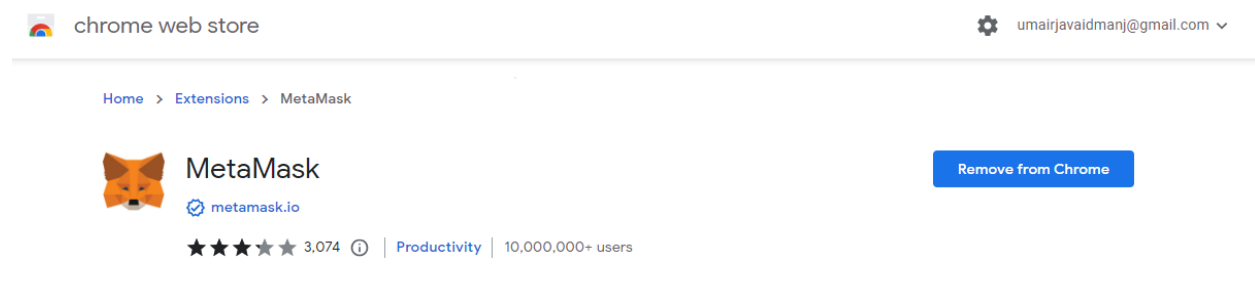 chrome web store
umairjavaidmanj@gmail.com
Home > Extensions > MetaMask
MetaMask
Remove from Chrome
metamask.io
3,074 | Productivity | 10,000,000+ users